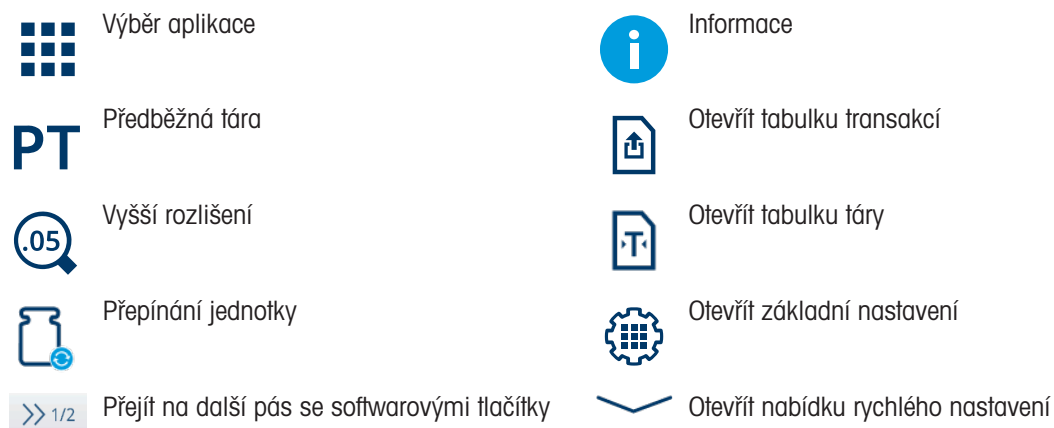 Výběr aplikace
Informace
PT
Předběžná tára
Otevřít tabulku transakcí
.05
Vyšší rozlišení
T
Otevřít tabulku táry
Přepínání jednotky
Otevřít základní nastavení
>> 1/2
Přejít na další pás se softwarovými tlačítky
Otevřít nabídku rychlého nastavení